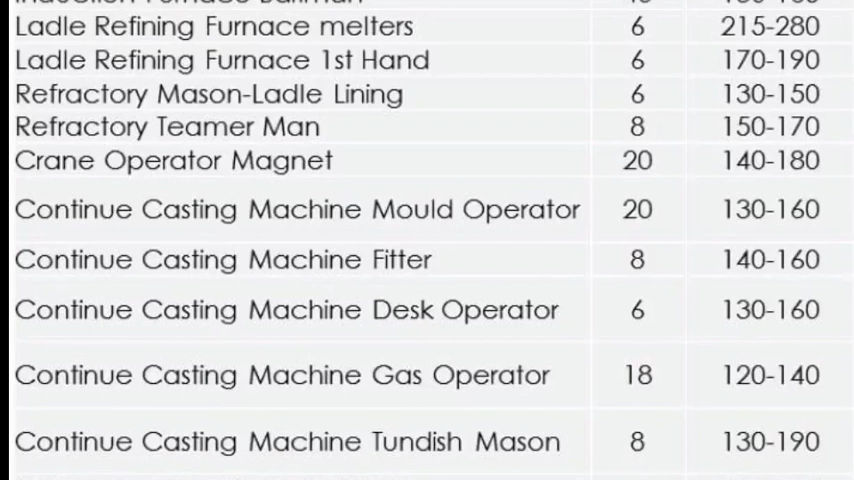 Ladle Refining Furnace melters 6 215-280
Ladle Refining Furnace 1st Hand 6 170-190
Refractory Mason-Ladle Lining 6 130-150
Refractory Teamer Man 8 150-170
Crane Operator Magnet 20 140-180
Continue Casting Machine Mould Operator 20 130-160
Continue Casting Machine Fitter 8 140-160
Continue Casting Machine Desk Operator 6 130-160
Continue Casting Machine Gas Operator 18 120-140
Continue Casting Machine Tundish Mason 8 130-190